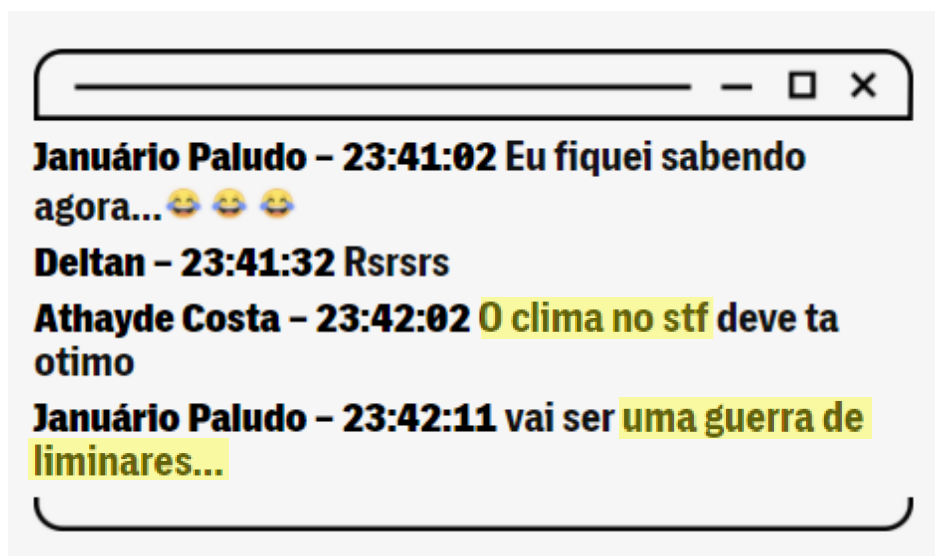 Januário Paludo – 23:41:02 Eu fiquei sabendo
agora...😂 😂 😂
Deltan – 23:41:32 Rsrsrs
Athayde Costa – 23:42:02 O clima no stf deve ta
otimo
Januário Paludo – 23:42:11 vai ser uma guerra de
liminares...